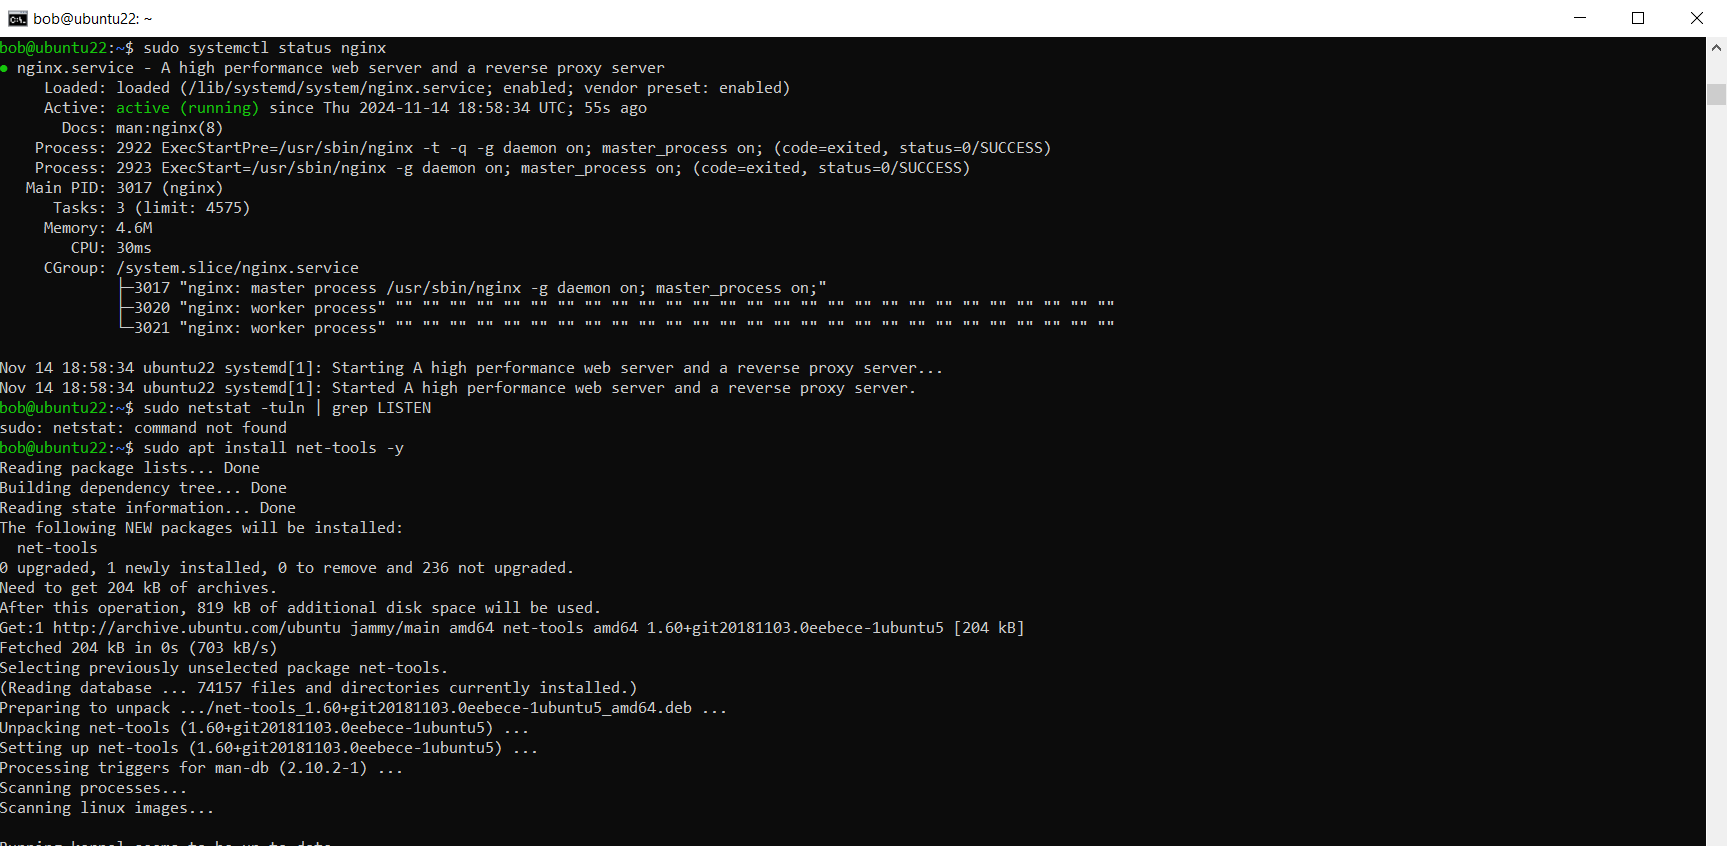 bob@ubuntu22: ~
bob@ubuntu22:~$ sudo systemctl status nginx
● nginx.service - A high performance web server and a reverse proxy server
     Loaded: loaded (/lib/systemd/system/nginx.service; enabled; vendor preset: enabled)
     Active: active (running) since Thu 2024-11-14 18:58:34 UTC; 55s ago
       Docs: man:nginx(8)
    Process: 2922 ExecStartPre=/usr/sbin/nginx -t -q -g daemon on; master_process on; (code=exited, status=0/SUCCESS)
    Process: 2923 ExecStart=/usr/sbin/nginx -g daemon on; master_process on; (code=exited, status=0/SUCCESS)
   Main PID: 3017 (nginx)
      Tasks: 3 (limit: 4575)
     Memory: 4.6M
        CPU: 30ms
     CGroup: /system.slice/nginx.service
             ├─3017 "nginx: master process /usr/sbin/nginx -g daemon on; master_process on;"
             ├─3020 "nginx: worker process" "" "" "" "" "" "" "" "" "" "" "" "" "" "" "" "" "" "" "" "" "" "" "" "" "" "" ""
             └─3021 "nginx: worker process" "" "" "" "" "" "" "" "" "" "" "" "" "" "" "" "" "" "" "" "" "" "" "" "" "" "" ""
Nov 14 18:58:34 ubuntu22 systemd[1]: Starting A high performance web server and a reverse proxy server...
Nov 14 18:58:34 ubuntu22 systemd[1]: Started A high performance web server and a reverse proxy server.
bob@ubuntu22:~$ sudo netstat -tuln | grep LISTEN
sudo: netstat: command not found
bob@ubuntu22:~$ sudo apt install net-tools -y
Reading package lists... Done
Building dependency tree... Done
Reading state information... Done
The following NEW packages will be installed:
  net-tools
0 upgraded, 1 newly installed, 0 to remove and 236 not upgraded.
Need to get 204 kB of archives.
After this operation, 819 kB of additional disk space will be used.
Get:1 http://archive.ubuntu.com/ubuntu jammy/main amd64 net-tools amd64 1.60+git20181103.0eebece-1ubuntu5 [204 kB]
Fetched 204 kB in 0s (703 kB/s)
Selecting previously unselected package net-tools.
(Reading database ... 74157 files and directories currently installed.)
Preparing to unpack .../net-tools_1.60+git20181103.0eebece-1ubuntu5_amd64.deb ...
Unpacking net-tools (1.60+git20181103.0eebece-1ubuntu5) ...
Setting up net-tools (1.60+git20181103.0eebece-1ubuntu5) ...
Processing triggers for man-db (2.10.2-1) ...
Scanning processes...
Scanning linux images...